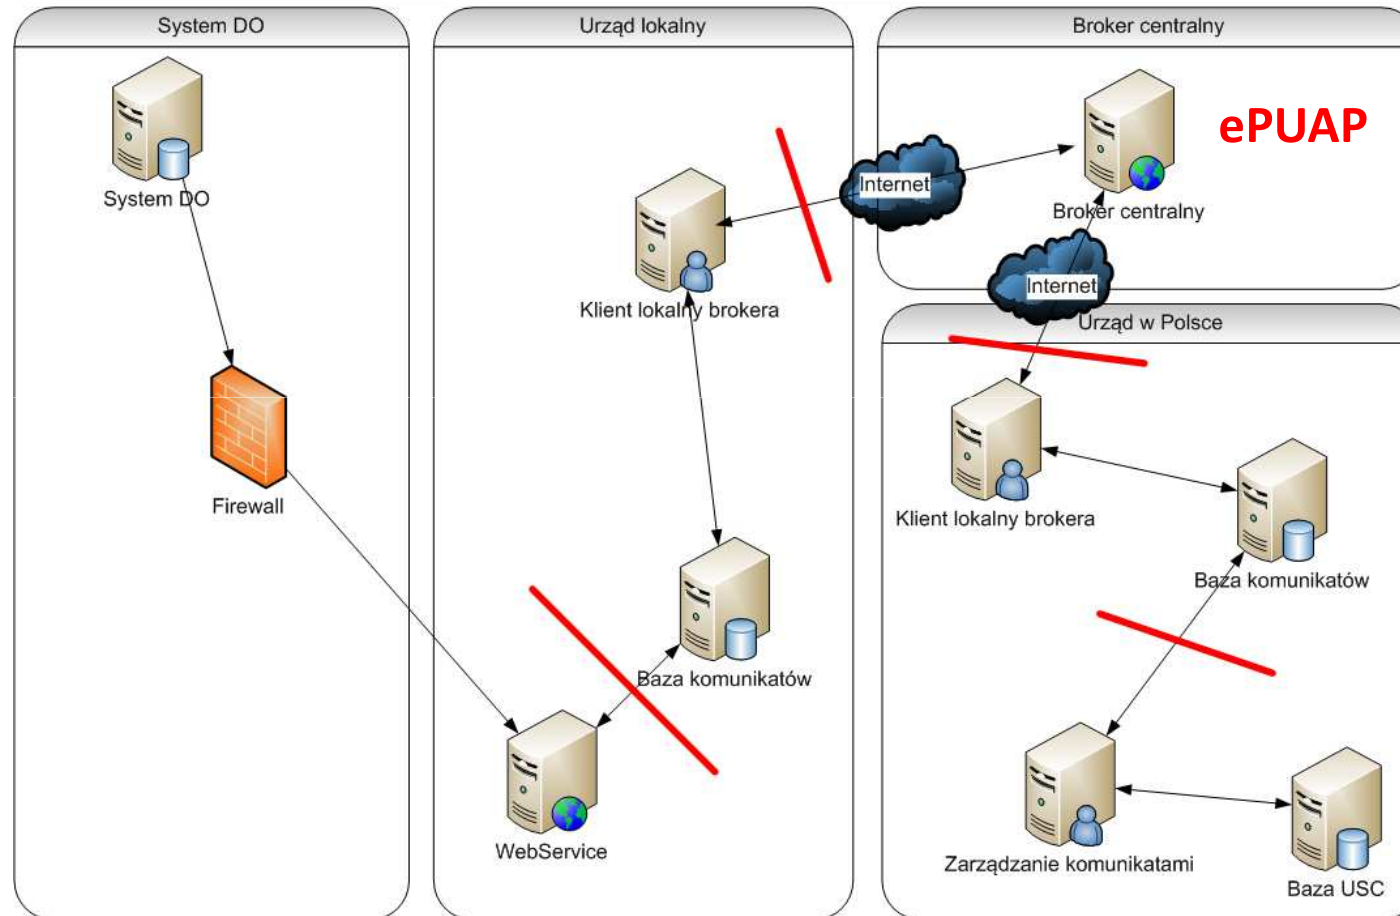 System DO
Urząd lokalny
Broker centralny
ePUAP
System DO
Internet
Broker centralny
Klient lokalny brokera
Internet
Urząd w Polsce
Firewall
Klient lokalny brokera
Baza komunikatów
Baza komunikatów
WebService
Zarządzanie komunikatami
Baza USC